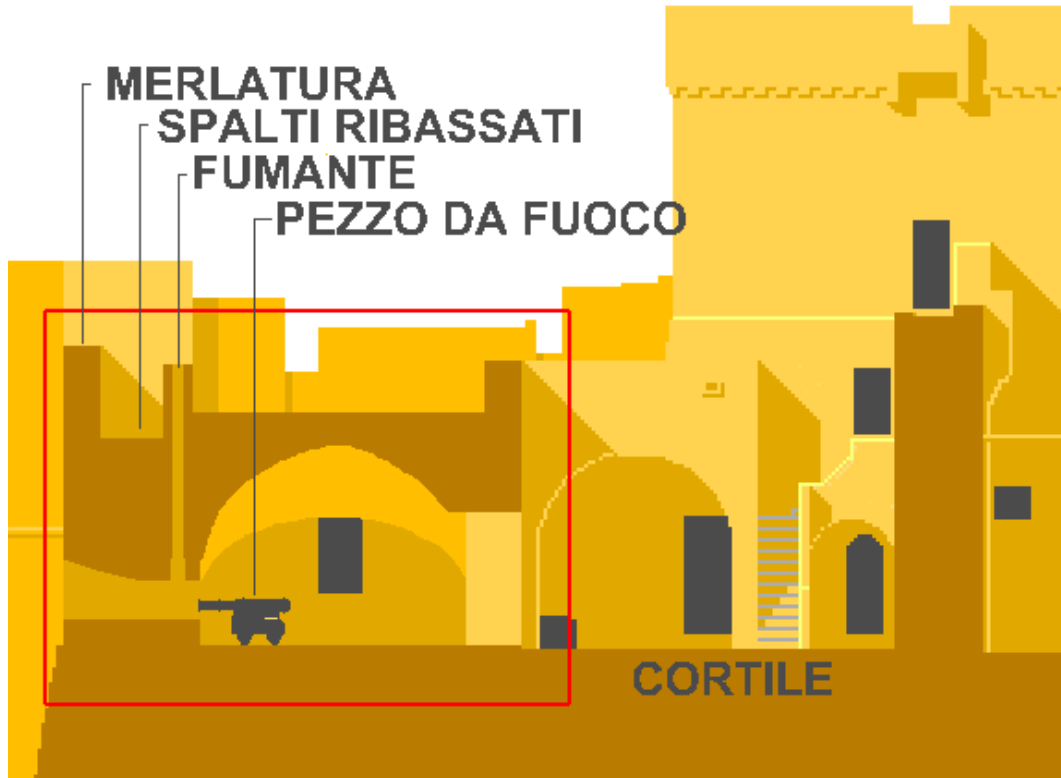 MERLATURA
SPALTI RIBASSATI
FUMANTE
PEZZO DA FUOCO
CORTILE